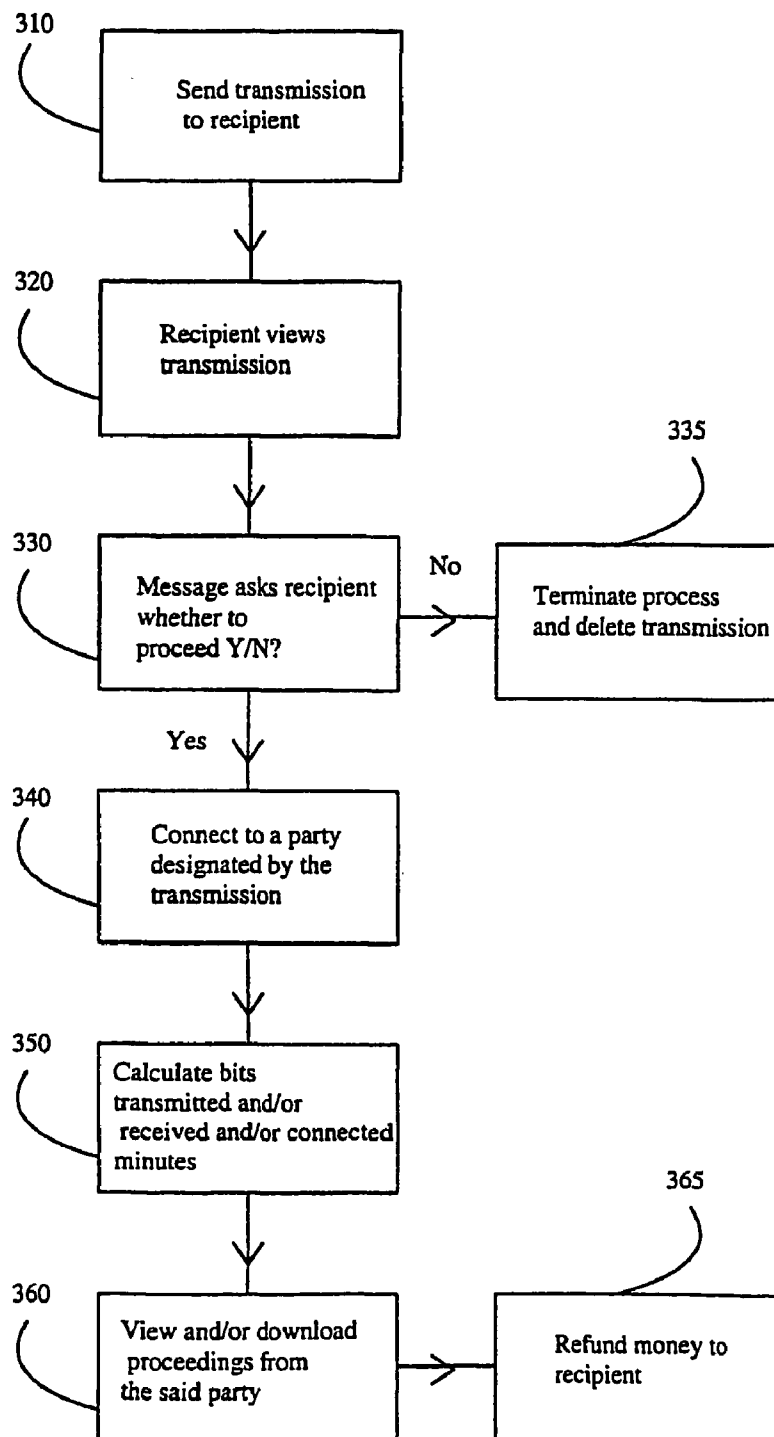 310
Send transmission
to recipient
320
Recipient views
transmission
335
330
Message asks recipient
whether to
proceed Y/N?
No
Terminate process
and delete transmission
Yes
340
Connect to a party
designated by the
transmission
350
Calculate bits
transmitted and/or
received and/or connected
minutes
365
360
View and/or download
proceedings from
the said party
Refund money to
recipient